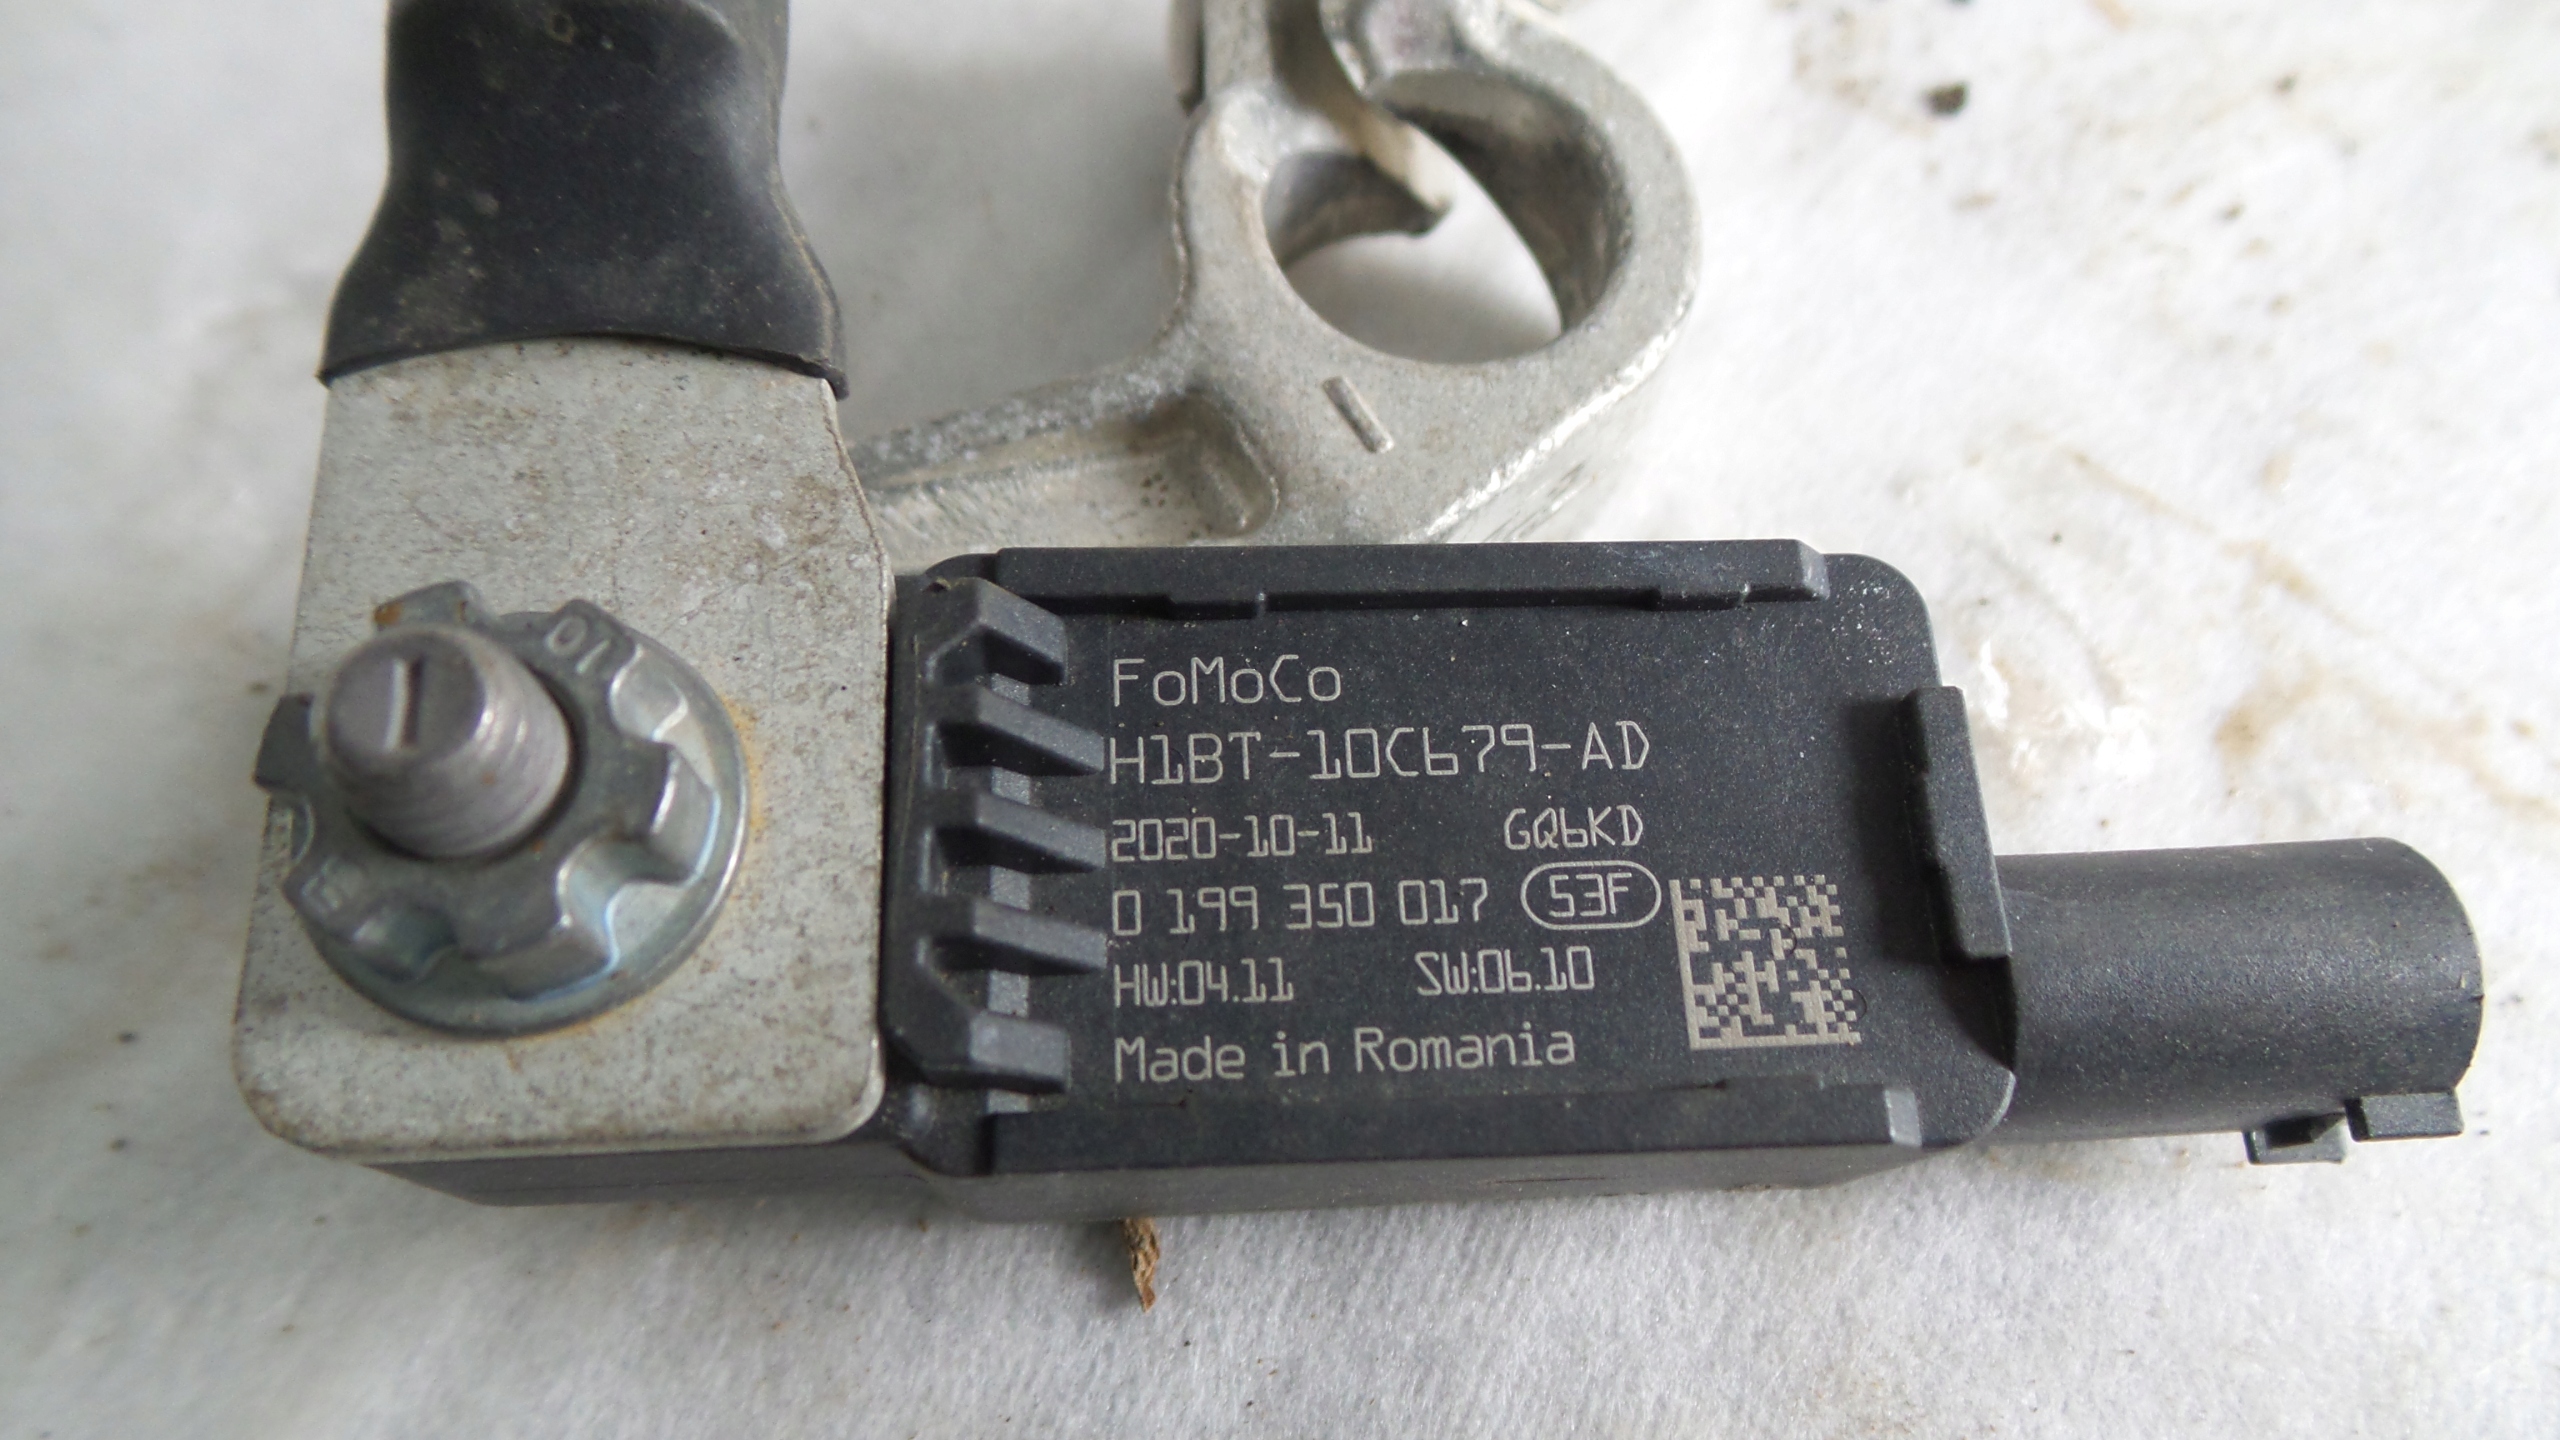 FoMoCo
H1BT-10C679-AD
2020-10-11 GQ6KD
0 199 350 017 53F
HW:04.11 SW:06.10
Made in Romania
10